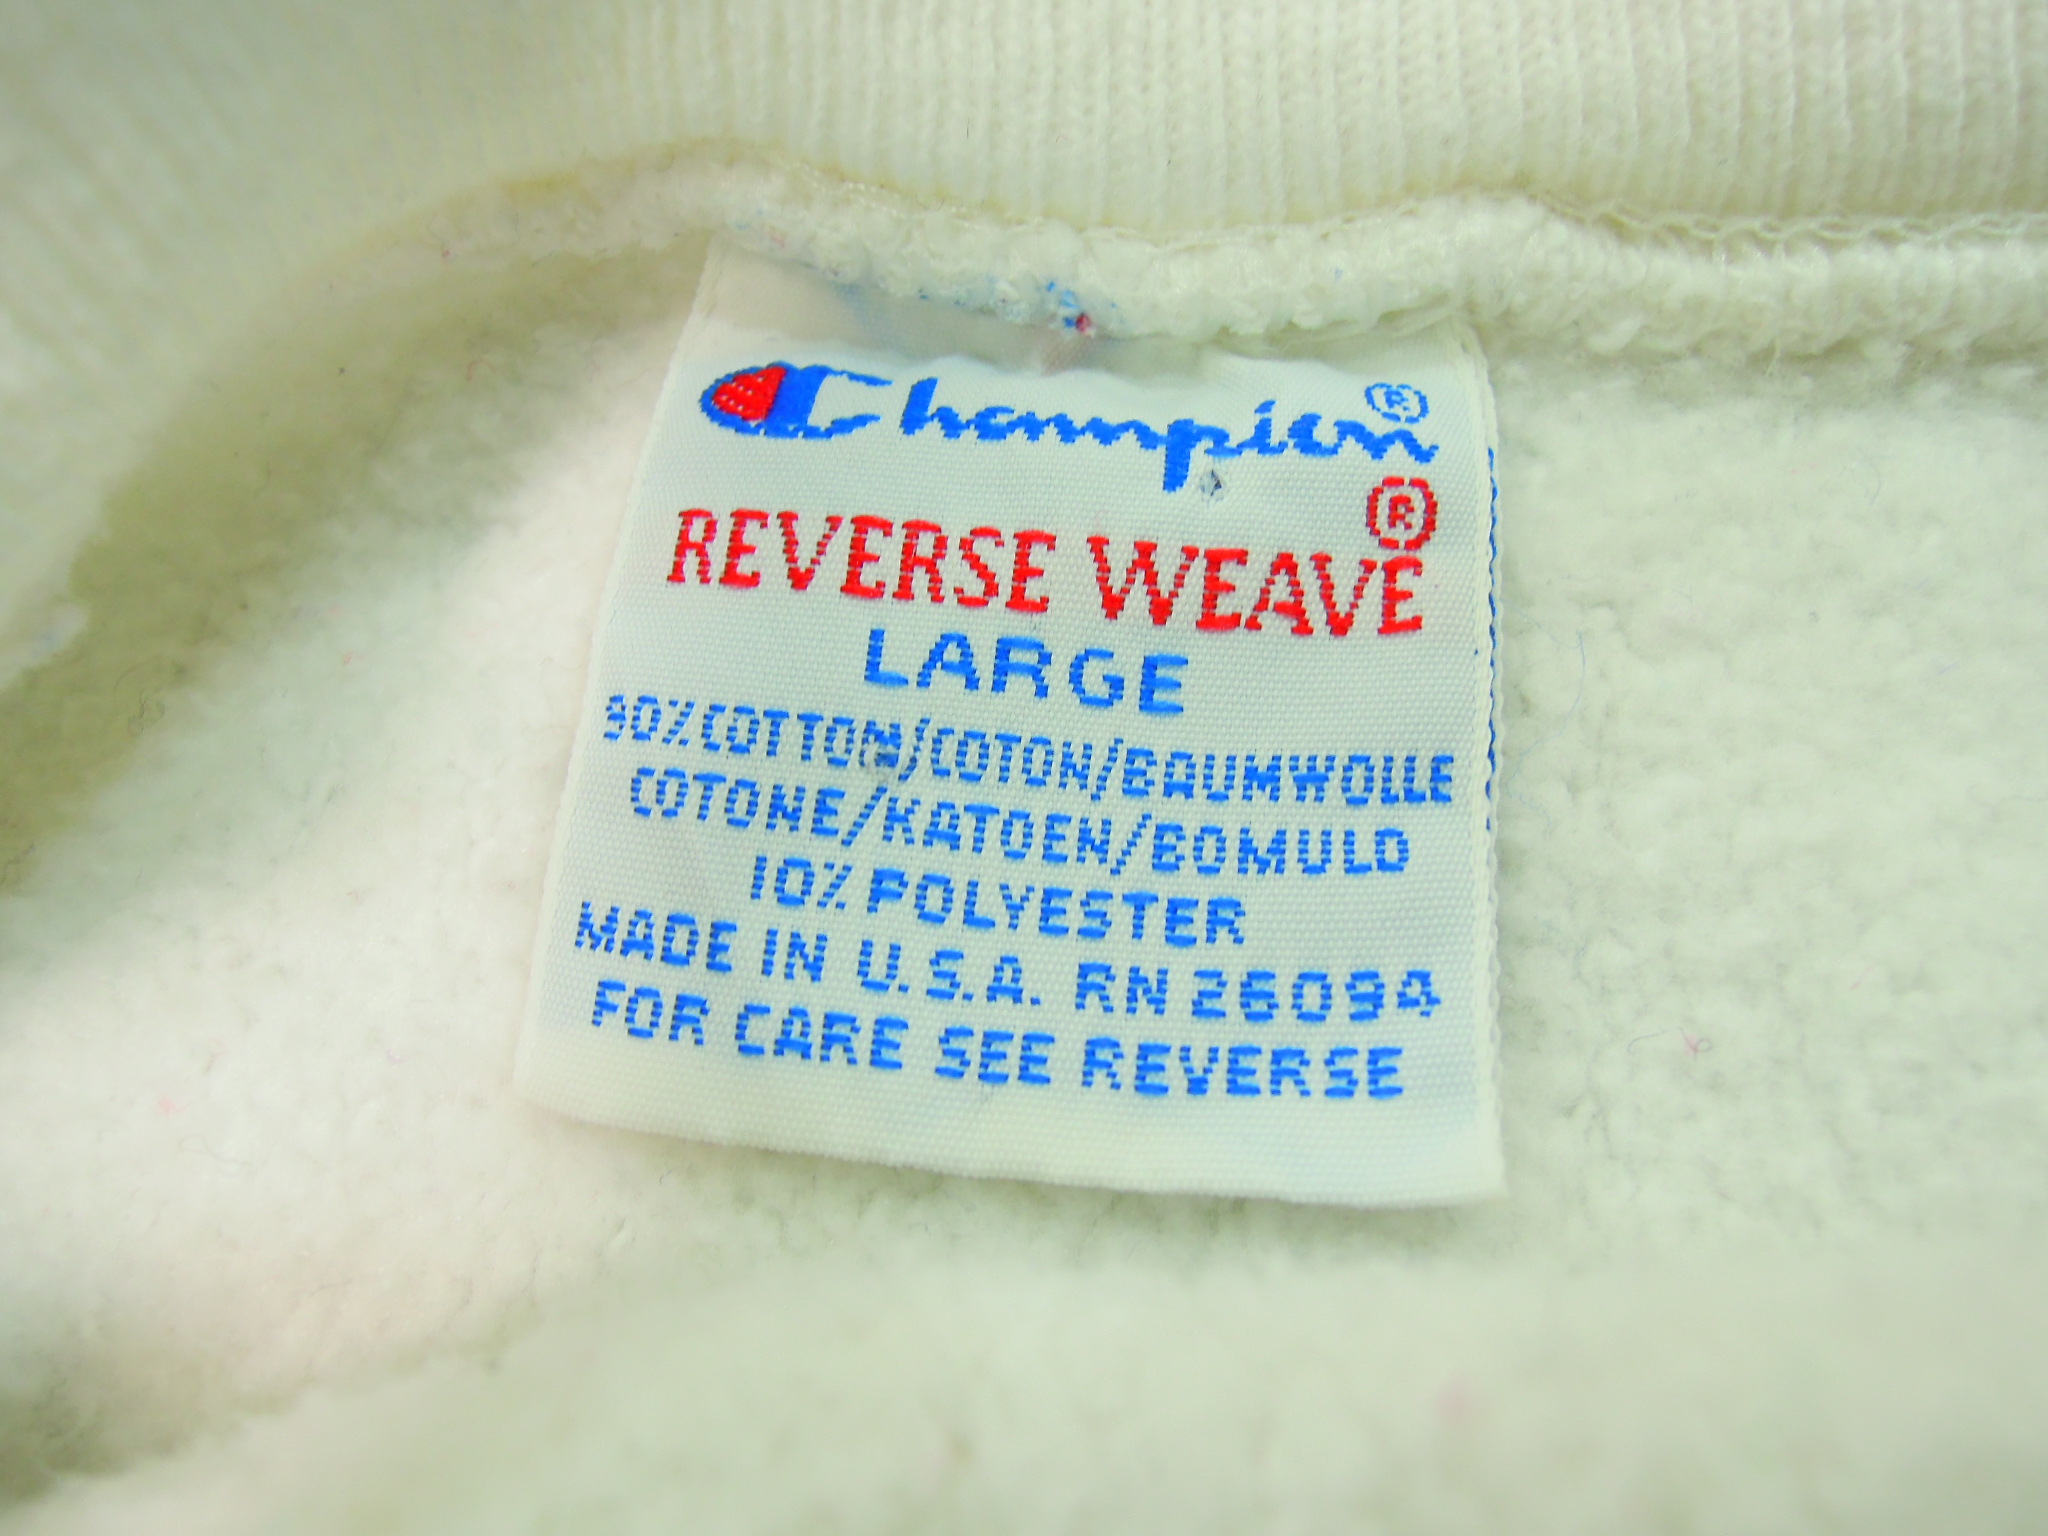 Champion®
REVERSE WEAVE®
LARGE
90% COTTON/COTON/BAUMWOLLE
COTONE/KATOEN/BOMULD
10% POLYESTER
MADE IN U.S.A. RN 26094
FOR CARE SEE REVERSE